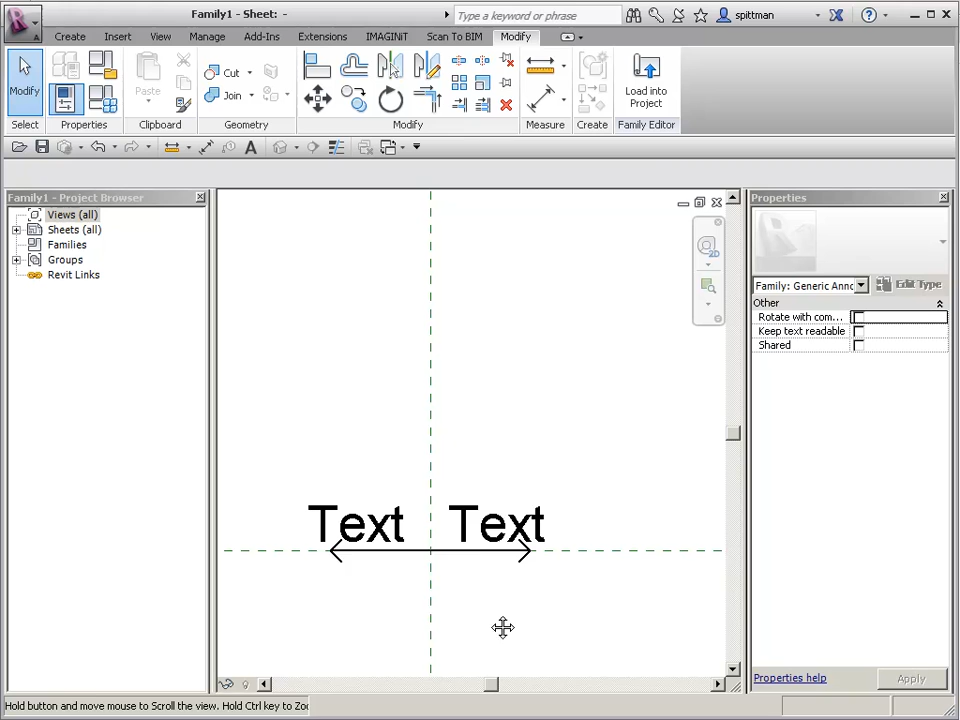 Family1 - Sheet: -
Type a keyword or phrase
spittman
Create Insert View Manage Add-Ins Extensions IMAGINiT Scan To BIM Modify
Modify
Paste
Cut
Join
Load into
Project
Select Properties Clipboard Geometry Modify Measure Create Family Editor
Family1 - Project Browser
Views (all)
Sheets (all)
Families
Groups
Revit Links
2D
Text Text
Properties
Family: Generic Anno
Edit Type
Other
Rotate with com...
Keep text readable
Shared
Properties help
Apply
Hold button and move mouse to Scroll the view. Hold Ctrl key to Zoo